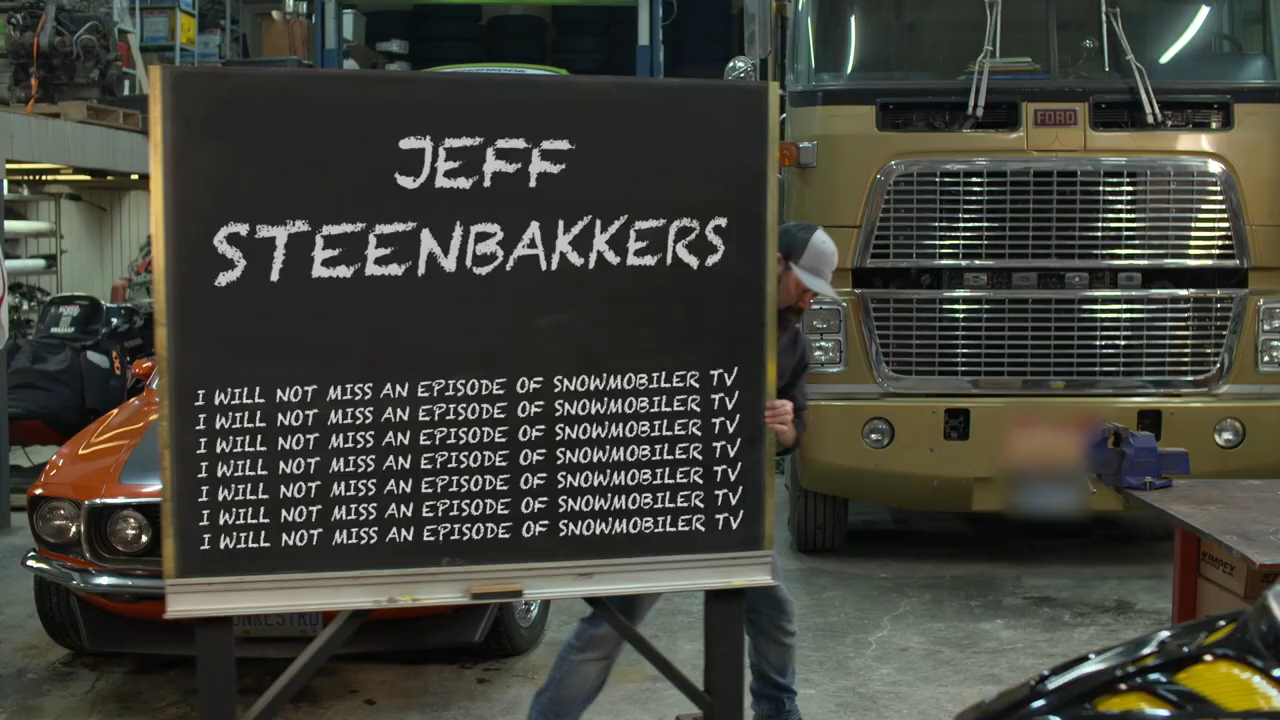 JEFF
STEENBAKKERS
I WILL NOT MISS AN EPISODE OF SNOWMOBILER TV
I WILL NOT MISS AN EPISODE OF SNOWMOBILER TV
I WILL NOT MISS AN EPISODE OF SNOWMOBILER TV
I WILL NOT MISS AN EPISODE OF SNOWMOBILER TV
I WILL NOT MISS AN EPISODE OF SNOWMOBILER TV
I WILL NOT MISS AN EPISODE OF SNOWMOBILER TV
I WILL NOT MISS AN EPISODE OF SNOWMOBILER TV
FORD
KIMPEX